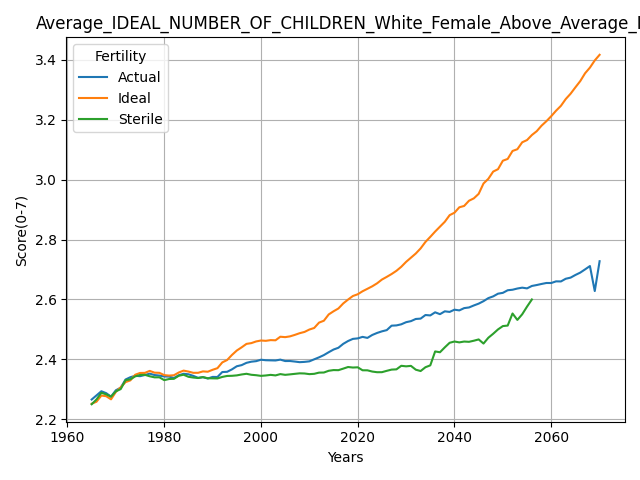 Average_IDEAL_NUMBER_OF_CHILDREN_White_Female_Above_Average_I
Fertility
Actual
Ideal
Sterile
Score(0-7)
3.4
3.2
3.0
2.8
2.6
2.4
2.2
1960 1980 2000 2020 2040 2060
Years